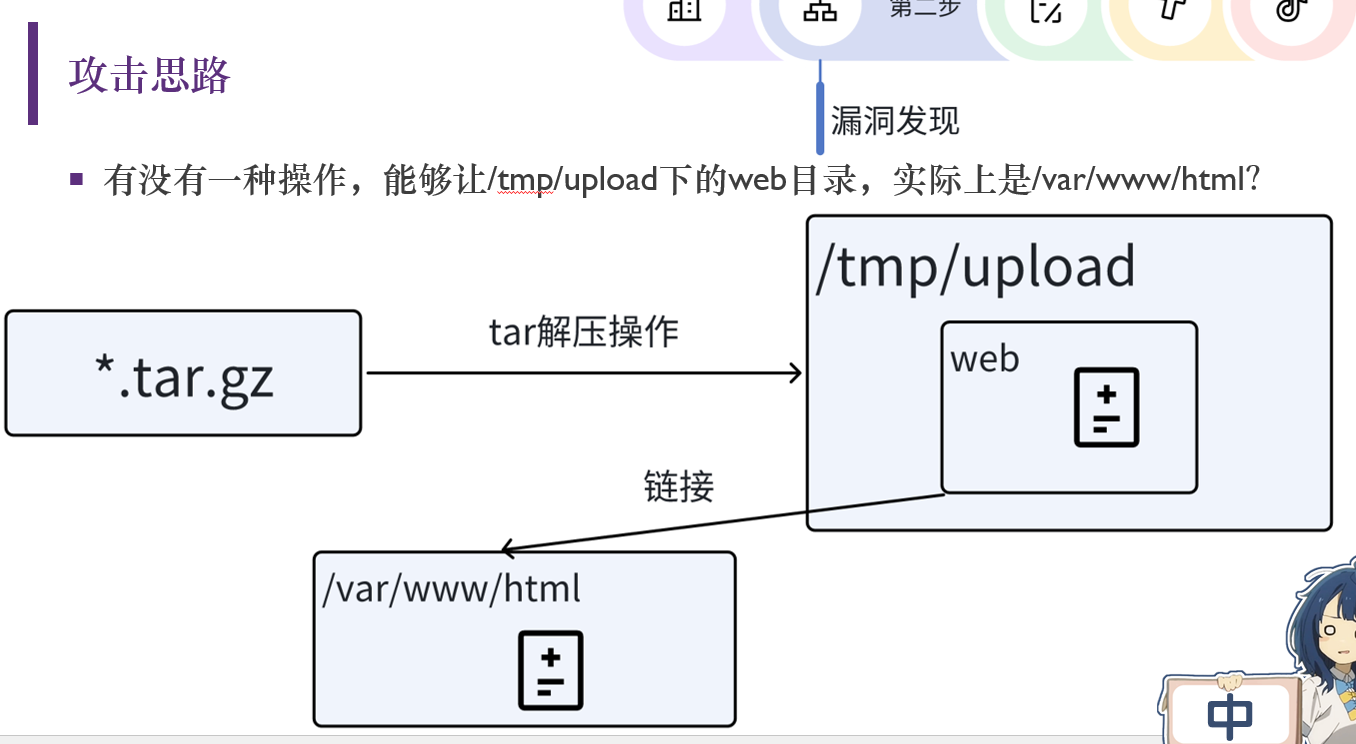 第二步
攻击思路
漏洞发现
有没有一种操作，能够让/tmp/upload下的web目录，实际上是/var/www/html？
/tmp/upload
tar解压操作
web
*.tar.gz
链接
/var/www/html
中